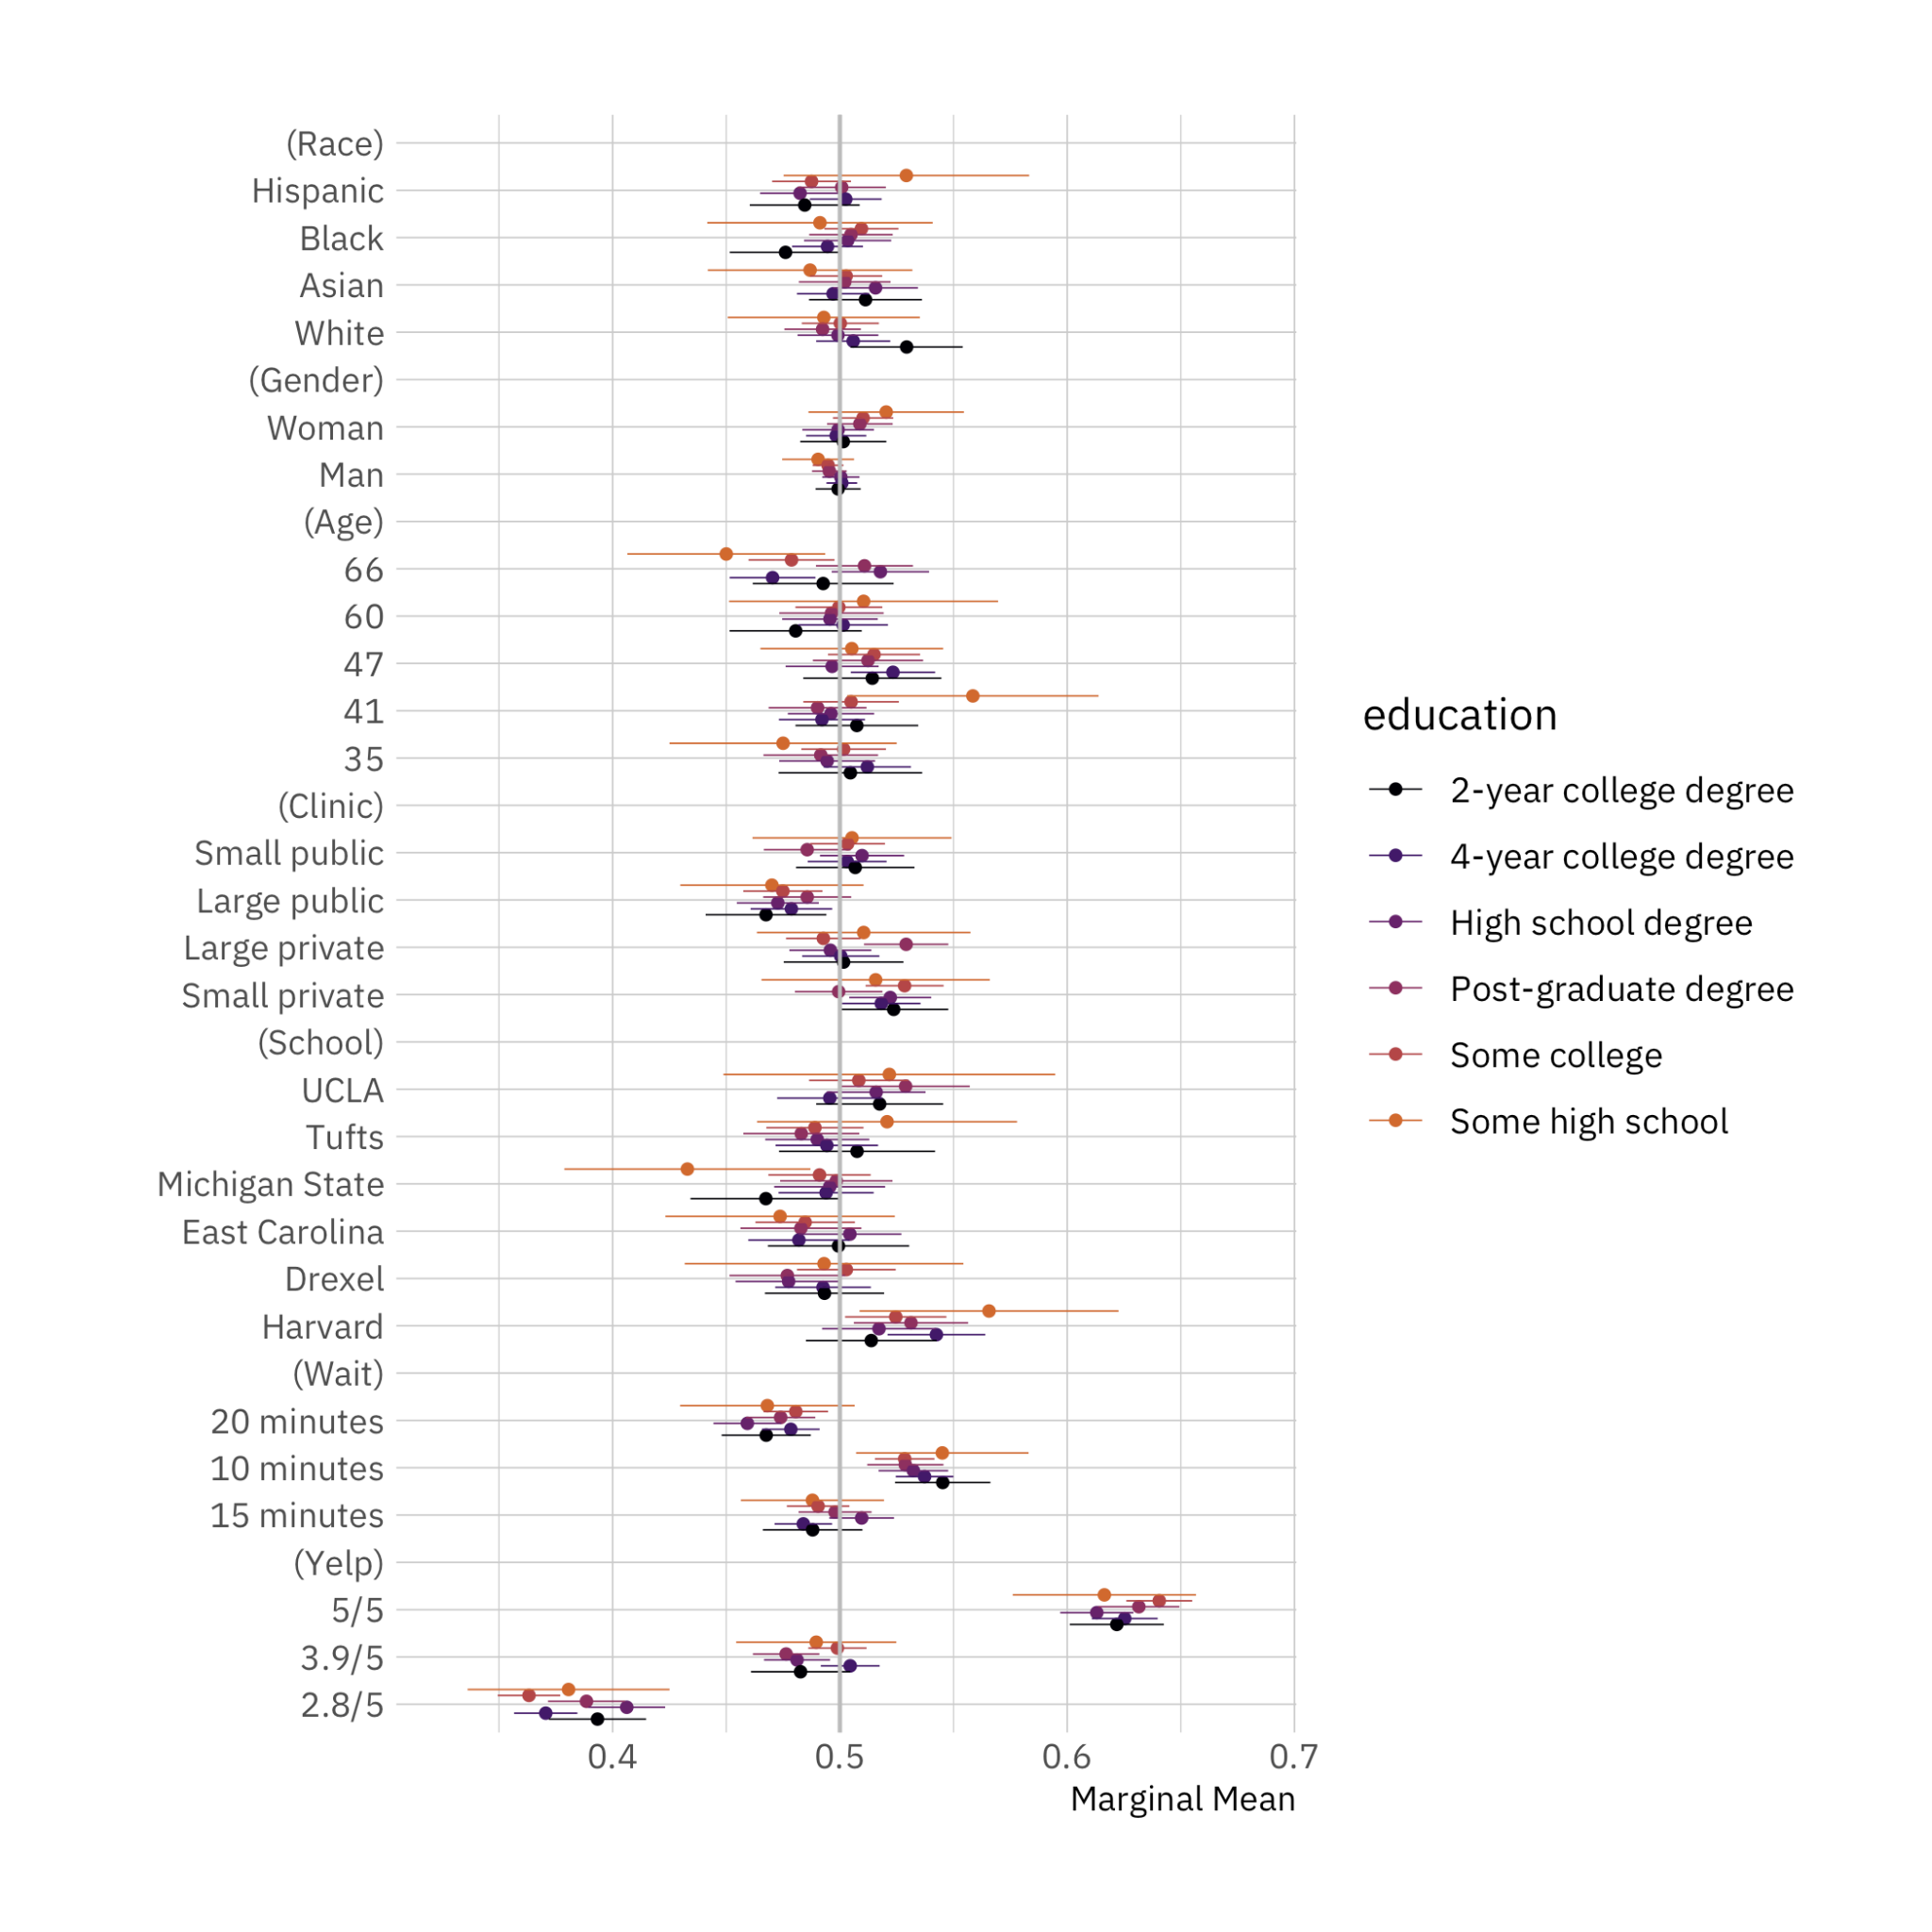 (Race)
Hispanic
Black
Asian
White
(Gender)
Woman
Man
(Age)
66
60
47
41
35
(Clinic)
Small public
Large public
Large private
Small private
(School)
UCLA
Tufts
Michigan State
East Carolina
Drexel
Harvard
(Wait)
20 minutes
10 minutes
15 minutes
(Yelp)
5/5
3.9/5
2.8/5
0.4 0.5 0.6 0.7
Marginal Mean
education
2-year college degree
4-year college degree
High school degree
Post-graduate degree
Some college
Some high school